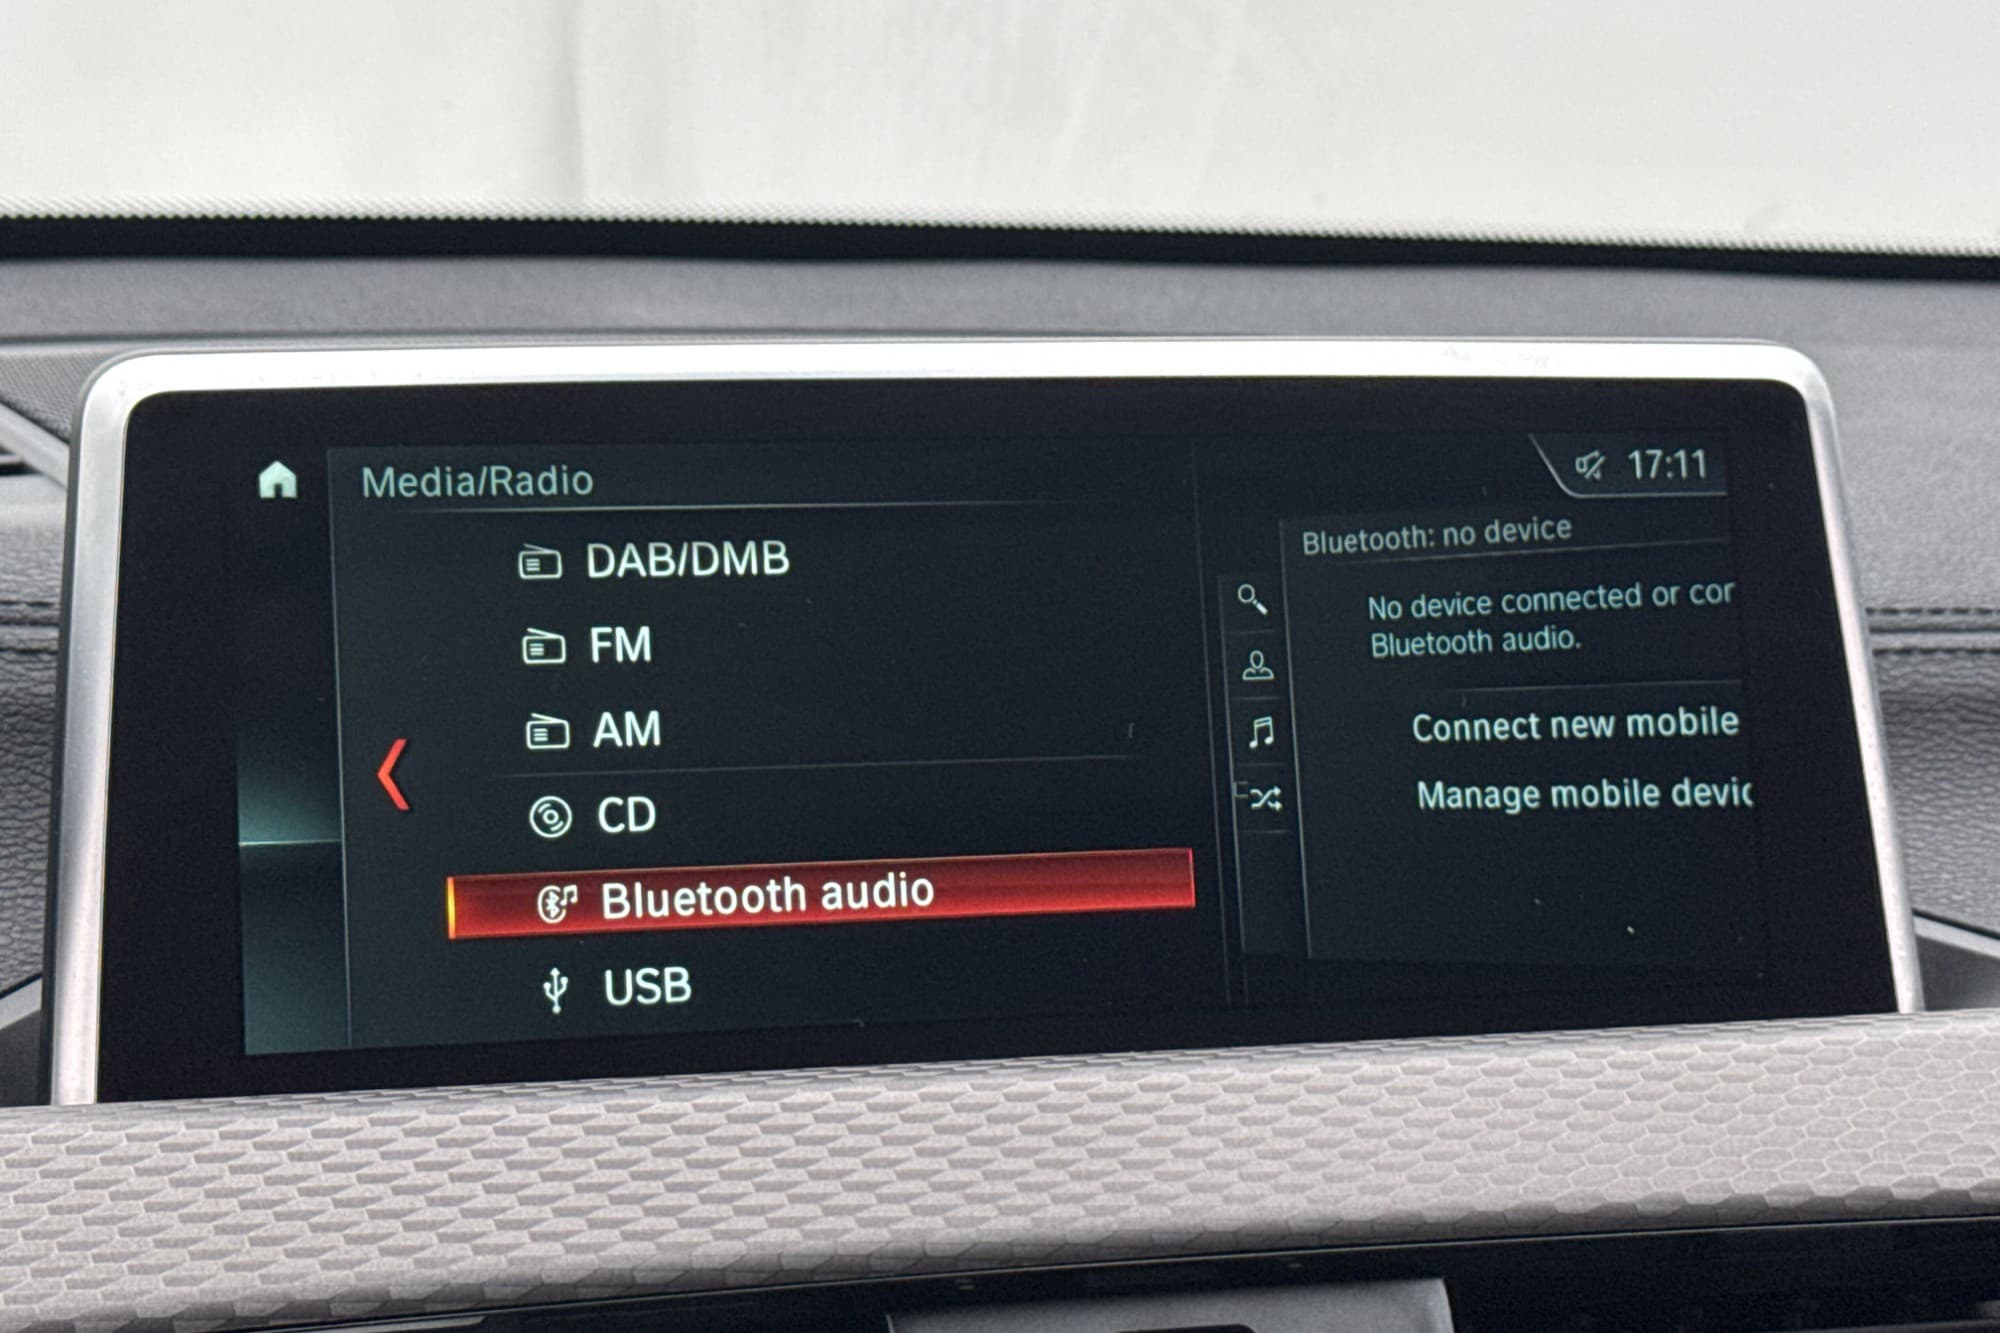 Media/Radio
17:11
DAB/DMB
FM
AM
CD
Bluetooth audio
USB
Bluetooth: no device
No device connected or cor
Bluetooth audio.
Connect new mobile
Manage mobile devic